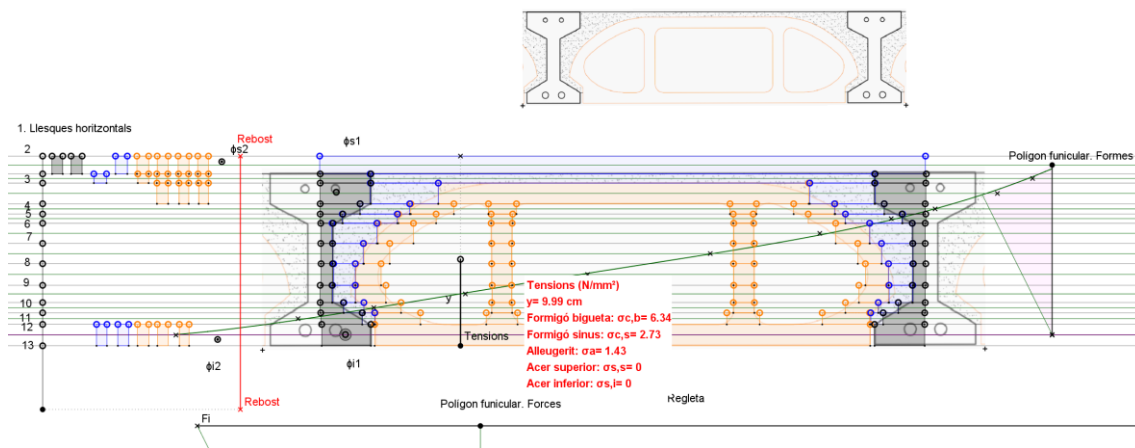 1. Llesques horitzontals
2
3
4
5
6
7
8
9
10
11
12
13
ϕs2
Rebost
ϕs1
Polígon funicular. Formes
y
Tensions (N/mm²)
y= 9.99 cm
Formigó bigueta: σc,b= 6.34
Formigó sinus: σc,s= 2.73
Alleugerit: σa= 1.43
Acer superior: σs,s= 0
Acer inferior: σs,i= 0
Tensions
ϕi2
ϕi1
Rebost
Polígon funicular. Forces
Regleta
Fi